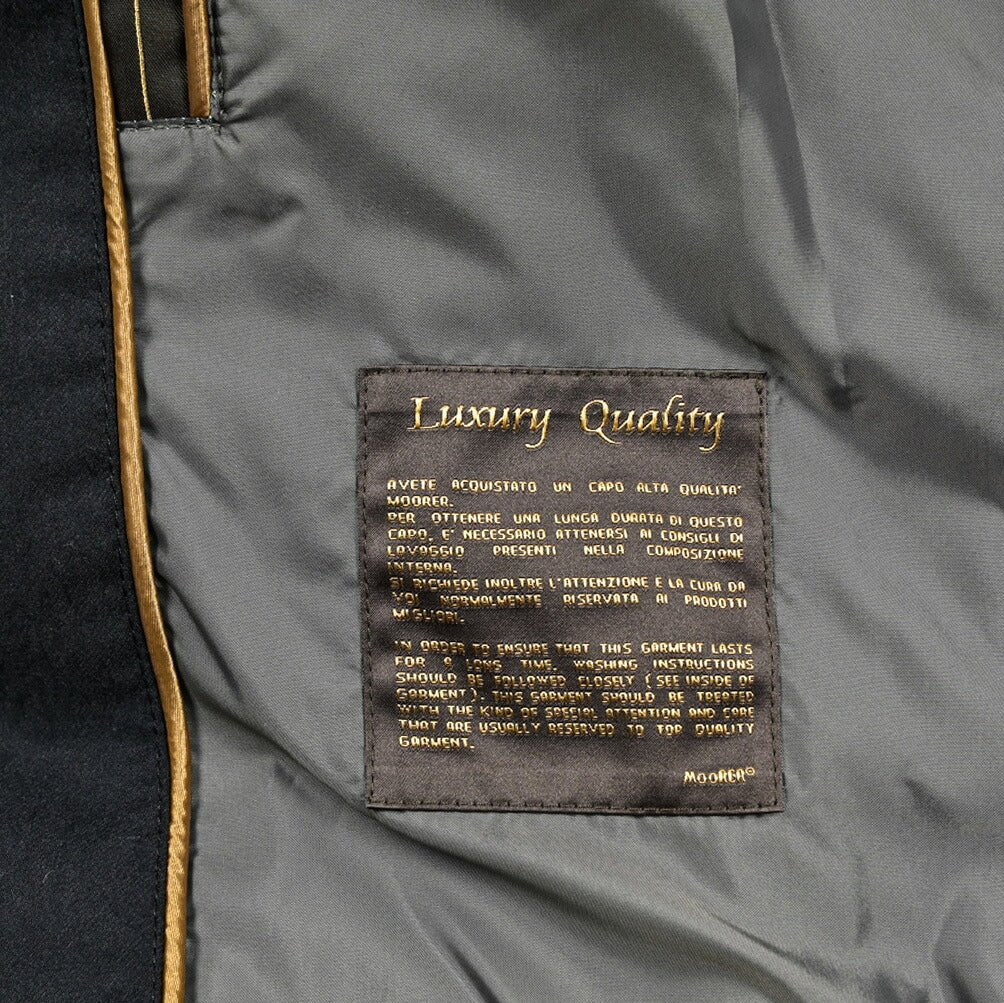 Luxury Quality
AVETE ACQUISTATO UN CAPO ALTA QUALITA'
MOORER.
PER OTTENERE UNA LUNGA DURATA DI QUESTO
CAPO, E' NECESSARIO ATTENERSI AI CONSIGLI DI
LAVAGGIO PRESENTI NELLA COMPOSIZIONE
INTERNA.
SI RICHIEDE INOLTRE L'ATTENZIONE E LA CURA DA
VOI NORMALMENTE RISERVATA AI PRODOTTI
MIGLIORI.
IN ORDER TO ENSURE THAT THIS GARMENT LASTS
FOR A LONG TIME, WASHING INSTRUCTIONS
SHOULD BE FOLLOWED CLOSELY (SEE INSIDE OF
GARMENT). THIS GARMENT SHOULD BE TREATED
WITH THE KIND OF SPECIAL ATTENTION AND CARE
THAT ARE USUALLY RESERVED TO TOP QUALITY
GARMENT.
MOORER®